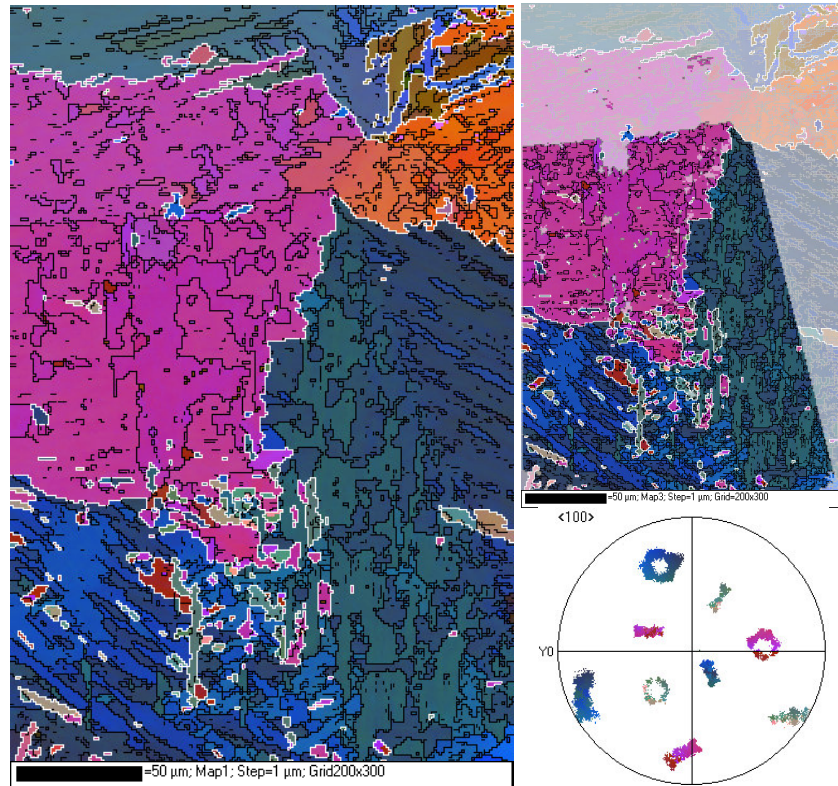 =50 µm; Map1; Step=1 µm; Grid200x300
=50 µm; Map3; Step=1 µm; Grid=200x300
<100>
Y0